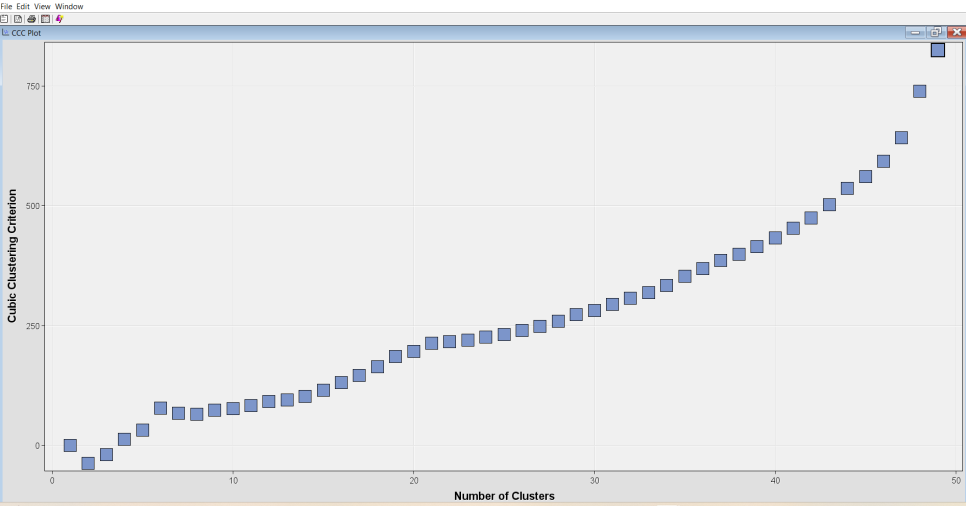 File Edit View Window
CCC Plot
Cubic Clustering Criterion
750
500
250
0
0 10 20 30 40 50
Number of Clusters